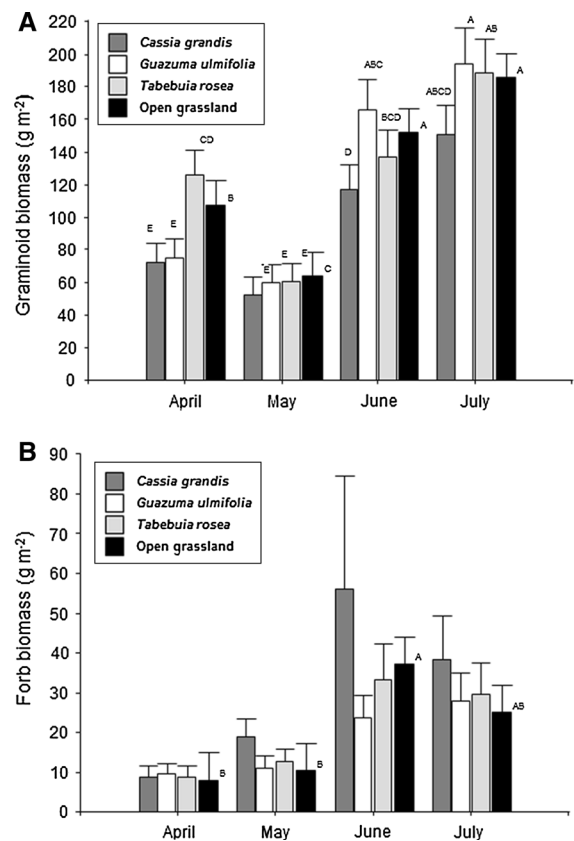 A
220
200
180
160
140
120
100
80
60
40
20
0
Graminoid biomass (g m-2)
Cassia grandis
Guazuma ulmifolia
Tabebuia rosea
Open grassland
E E CD B
E E E C
D ABC BCD A
ABCD A AB A
April May June July
B
90
80
70
60
50
40
30
20
10
0
Forb biomass (g m-2)
Cassia grandis
Guazuma ulmifolia
Tabebuia rosea
Open grassland
B
B
A
AB
April May June July